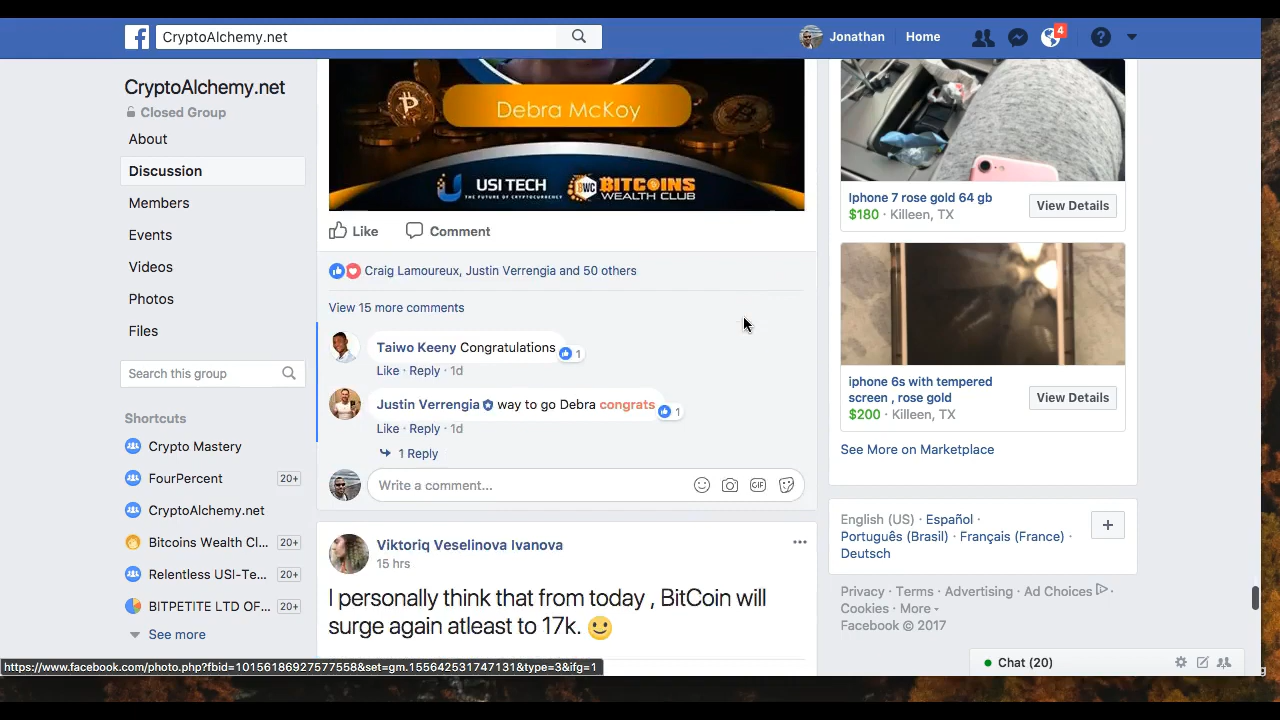 CryptoAlchemy.net
Jonathan
Home
4
CryptoAlchemy.net
Closed Group
About
Discussion
Members
Events
Videos
Photos
Files
Search this group
Shortcuts
Crypto Mastery
FourPercent 20+
CryptoAlchemy.net
Bitcoins Wealth Cl... 20+
Relentless USI-Te... 20+
BITPETITE LTD OF... 20+
See more
Debra McKoy
USI TECH
THE FUTURE OF CRYPTOCURRENCY
BWC
BITCOINS
WEALTH CLUB
Like Comment
Craig Lamoureux, Justin Verrengia and 50 others
View 15 more comments
Taiwo Keeny Congratulations
1
Like · Reply · 1d
Justin Verrengia way to go Debra congrats
1
Like · Reply · 1d
1 Reply
Write a comment...
GIF
Viktoriq Veselinova Ivanova
15 hrs
I personally think that from today , BitCoin will
surge again atleast to 17k.
Iphone 7 rose gold 64 gb
$180 · Killeen, TX
View Details
iphone 6s with tempered
screen , rose gold
$200 · Killeen, TX
View Details
See More on Marketplace
English (US) · Español ·
Português (Brasil) · Français (France) ·
Deutsch
Privacy · Terms · Advertising · Ad Choices ·
Cookies · More
Facebook © 2017
Chat (20)
https://www.facebook.com/photo.php?fbid=10156186927577558&set=gm.155642531747131&type=3&ifg=1